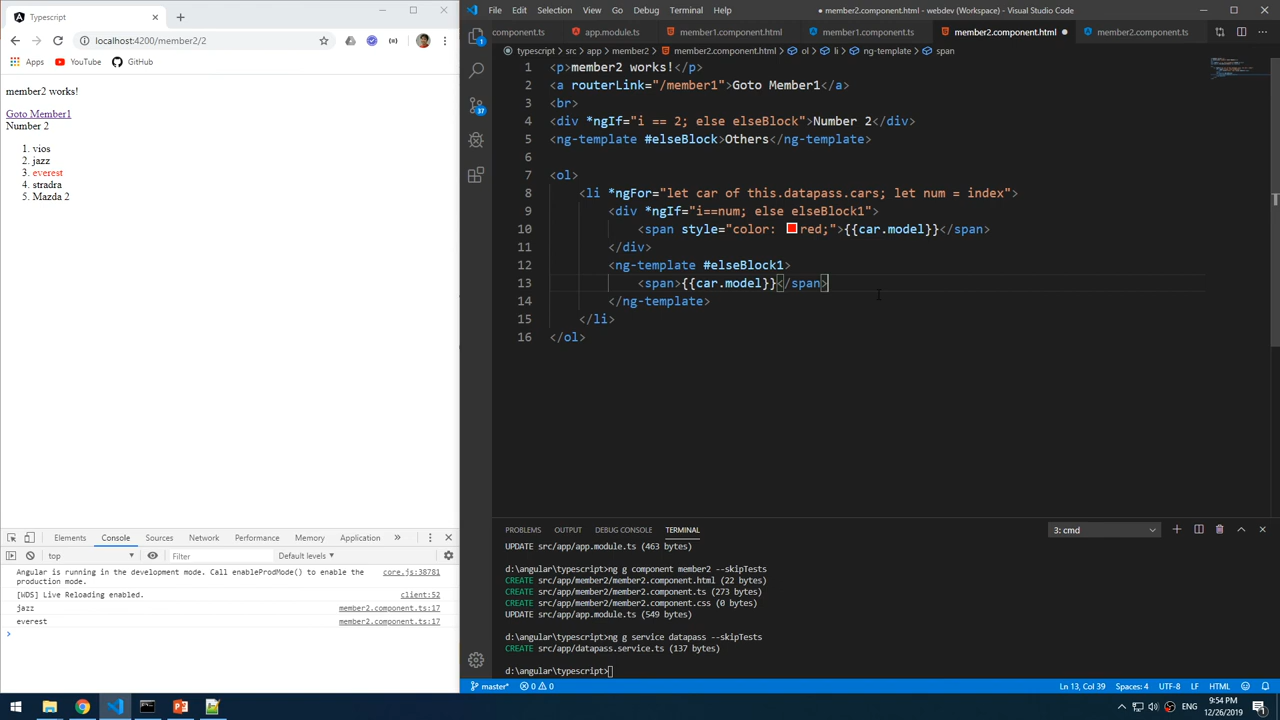 Typescript
localhost:4200/member2/2
Apps YouTube GitHub
member2 works!
Goto Member1
Number 2
1. vios
2. jazz
3. everest
4. stradra
5. Mazda 2
Elements Console Sources Network Performance Memory Application »
top Filter Default levels
Angular is running in the development mode. Call enableProdMode() to enable the core.js:38781
production mode.
[WDS] Live Reloading enabled. client:52
jazz member2.component.ts:17
everest member2.component.ts:17
>
File Edit Selection View Go Debug Terminal Help ● member2.component.html - webdev (Workspace) - Visual Studio Code
component.ts app.module.ts member1.component.html member1.component.ts member2.component.html ● member2.component.ts
typescript > src > app > member2 > member2.component.html > ol > li > ng-template > span
1 <p>member2 works!</p>
2 <a routerLink="/member1">Goto Member1</a>
3 <br>
4 <div *ngIf="i == 2; else elseBlock">Number 2</div>
5 <ng-template #elseBlock>Others</ng-template>
6
7 <ol>
8 <li *ngFor="let car of this.datapass.cars; let num = index">
9 <div *ngIf="i==num; else elseBlock1">
10 <span style="color: red;">{{car.model}}</span>
11 </div>
12 <ng-template #elseBlock1>
13 <span>{{car.model}}</span>
14 </ng-template>
15 </li>
16 </ol>
1
37
PROBLEMS OUTPUT DEBUG CONSOLE TERMINAL 3: cmd
UPDATE src/app/app.module.ts (463 bytes)
d:\angular\typescript>ng g component member2 --skipTests
CREATE src/app/member2/member2.component.html (22 bytes)
CREATE src/app/member2/member2.component.ts (273 bytes)
CREATE src/app/member2/member2.component.css (0 bytes)
UPDATE src/app/app.module.ts (549 bytes)
d:\angular\typescript>ng g service datapass --skipTests
CREATE src/app/datapass.service.ts (137 bytes)
d:\angular\typescript>
master* 0 0 Ln 13, Col 39 Spaces: 4 UTF-8 LF HTML 1
ENG 9:54 PM
12/26/2019